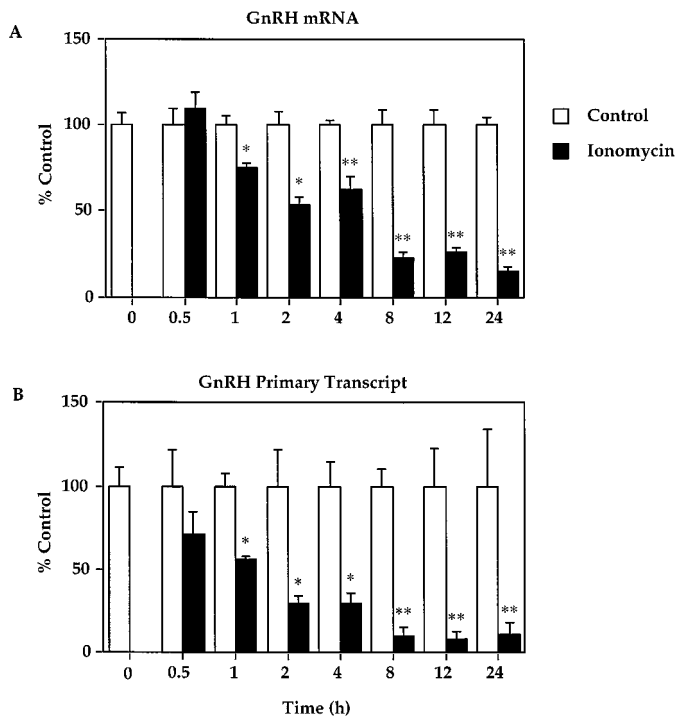 A
GnRH mRNA
150
100
50
0
% Control
*
*
**
**
**
**
0 0.5 1 2 4 8 12 24
Control
Ionomycin
B
GnRH Primary Transcript
150
100
50
0
% Control
*
*
*
**
**
**
0 0.5 1 2 4 8 12 24
Time (h)